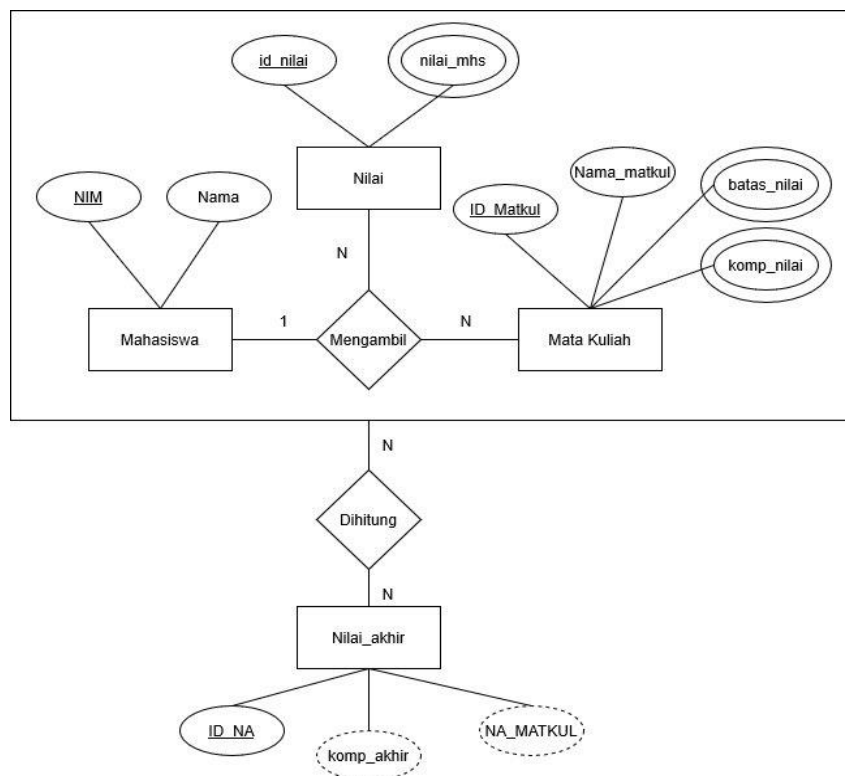 id_nilai
nilai_mhs
Nilai
NIM
Nama
ID_Matkul
Nama_matkul
batas_nilai
komp_nilai
N
Mahasiswa
1
Mengambil
N
Mata Kuliah
N
Dihitung
N
Nilai_akhir
ID_NA
komp_akhir
NA_MATKUL